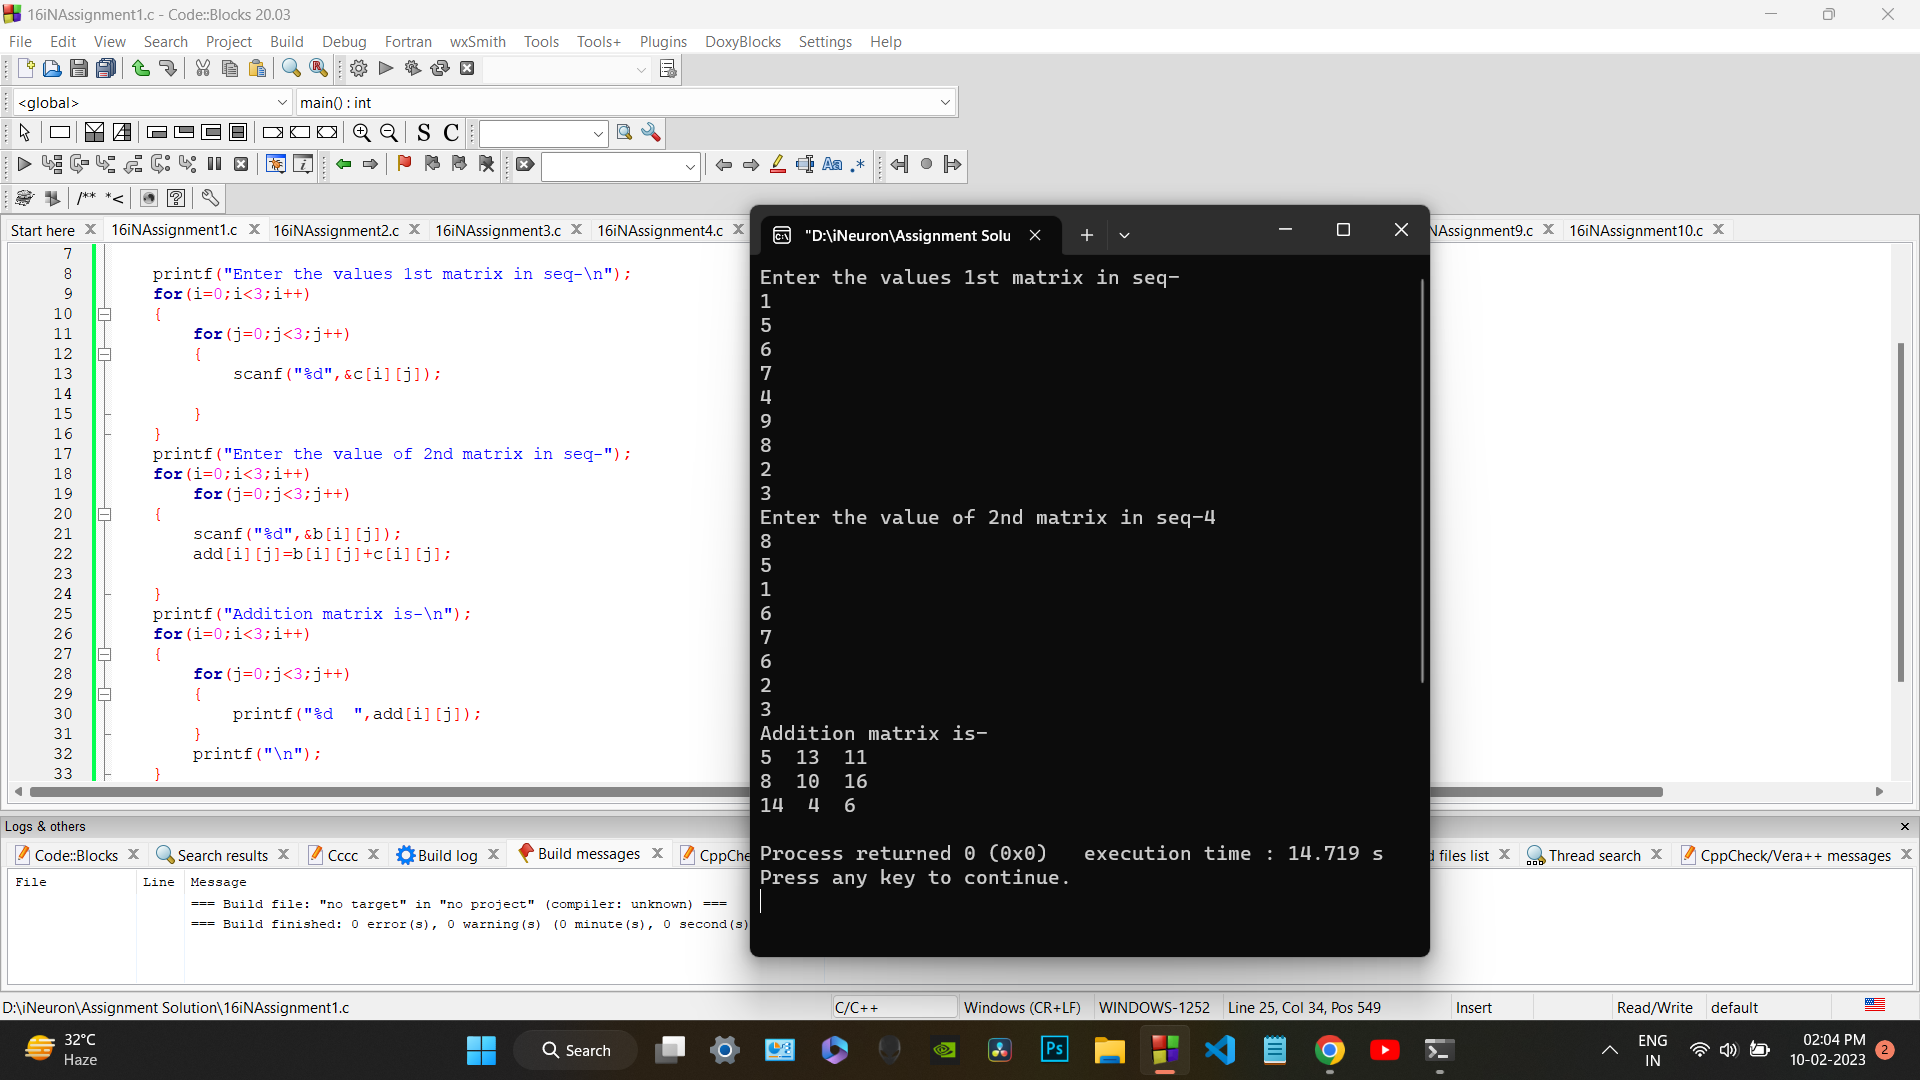 16iNAssignment1.c - Code::Blocks 20.03
File Edit View Search Project Build Debug Fortran wxSmith Tools Tools+ Plugins DoxyBlocks Settings Help
<global> main() : int
S C
Aa .*
/** *<
Start here 16iNAssignment1.c 16iNAssignment2.c 16iNAssignment3.c 16iNAssignment4.c NAssignment9.c 16iNAssignment10.c
7
8 printf("Enter the values 1st matrix in seq-\n");
9 for(i=0;i<3;i++)
10 {
11 for(j=0;j<3;j++)
12 {
13 scanf("%d",&c[i][j]);
14
15 }
16 }
17 printf("Enter the value of 2nd matrix in seq-");
18 for(i=0;i<3;i++)
19 for(j=0;j<3;j++)
20 {
21 scanf("%d",&b[i][j]);
22 add[i][j]=b[i][j]+c[i][j];
23
24 }
25 printf("Addition matrix is-\n");
26 for(i=0;i<3;i++)
27 {
28 for(j=0;j<3;j++)
29 {
30 printf("%d  ",add[i][j]);
31 }
32 printf("\n");
33 }
"D:\iNeuron\Assignment Solu
Enter the values 1st matrix in seq-
1
5
6
7
4
9
8
2
3
Enter the value of 2nd matrix in seq-4
8
5
1
6
7
6
2
3
Addition matrix is-
5  13  11
8  10  16
14  4  6
Process returned 0 (0x0)   execution time : 14.719 s
Press any key to continue.
Logs & others
Code::Blocks Search results Cccc Build log Build messages CppChe d files list Thread search CppCheck/Vera++ messages
File Line Message
=== Build file: "no target" in "no project" (compiler: unknown) ===
=== Build finished: 0 error(s), 0 warning(s) (0 minute(s), 0 second(s)
D:\iNeuron\Assignment Solution\16iNAssignment1.c C/C++ Windows (CR+LF) WINDOWS-1252 Line 25, Col 34, Pos 549 Insert Read/Write default
32°C
Haze
Search
Ps
ENG
IN
02:04 PM
10-02-2023
2